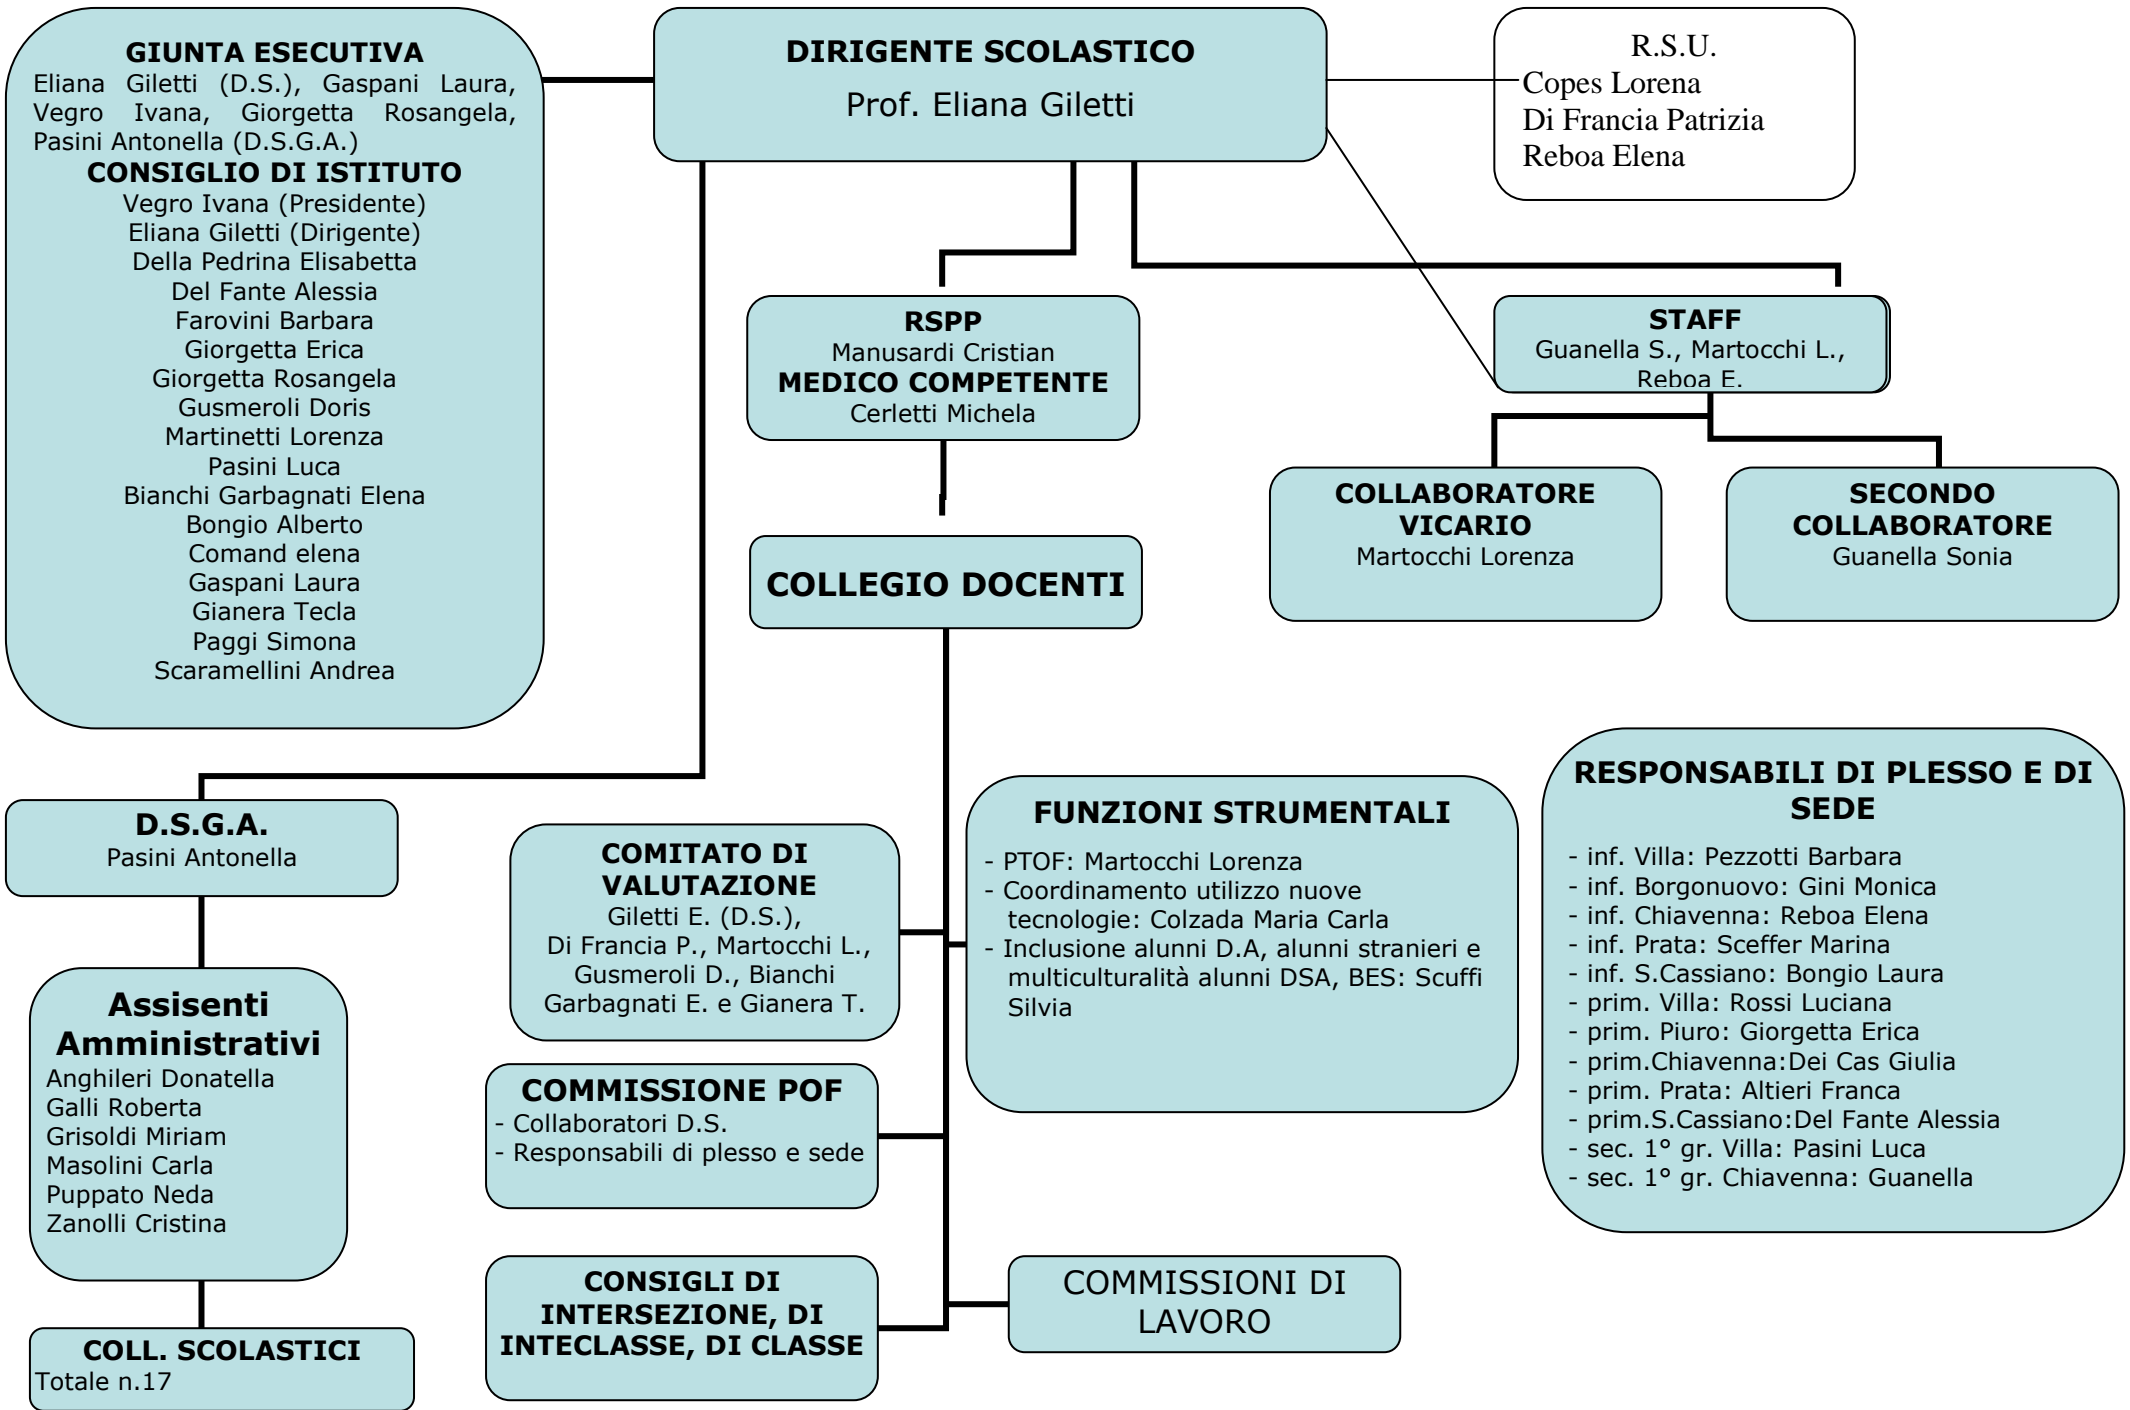 GIUNTA ESECUTIVA
Eliana Giletti (D.S.), Gaspani Laura,
Vegro Ivana, Giorgetta Rosangela,
Pasini Antonella (D.S.G.A.)
CONSIGLIO DI ISTITUTO
Vegro Ivana (Presidente)
Eliana Giletti (Dirigente)
Della Pedrina Elisabetta
Del Fante Alessia
Farovini Barbara
Giorgetta Erica
Giorgetta Rosangela
Gusmeroli Doris
Martinetti Lorenza
Pasini Luca
Bianchi Garbagnati Elena
Bongio Alberto
Comand elena
Gaspani Laura
Gianera Tecla
Paggi Simona
Scaramellini Andrea
DIRIGENTE SCOLASTICO
Prof. Eliana Giletti
R.S.U.
Copes Lorena
Di Francia Patrizia
Reboa Elena
RSPP
Manusardi Cristian
MEDICO COMPETENTE
Cerletti Michela
STAFF
Guanella S., Martocchi L.,
Reboa E.
COLLABORATORE
VICARIO
Martocchi Lorenza
SECONDO
COLLABORATORE
Guanella Sonia
COLLEGIO DOCENTI
D.S.G.A.
Pasini Antonella
Assisenti
Amministrativi
Anghileri Donatella
Galli Roberta
Grisoldi Miriam
Masolini Carla
Puppato Neda
Zanolli Cristina
COLL. SCOLASTICI
Totale n.17
COMITATO DI
VALUTAZIONE
Giletti E. (D.S.),
Di Francia P., Martocchi L.,
Gusmeroli D., Bianchi
Garbagnati E. e Gianera T.
COMMISSIONE POF
- Collaboratori D.S.
- Responsabili di plesso e sede
CONSIGLI DI
INTERSEZIONE, DI
INTECLASSE, DI CLASSE
FUNZIONI STRUMENTALI
- PTOF: Martocchi Lorenza
- Coordinamento utilizzo nuove
tecnologie: Colzada Maria Carla
- Inclusione alunni D.A, alunni stranieri e
multiculturalità alunni DSA, BES: Scuffi
Silvia
COMMISSIONI DI
LAVORO
RESPONSABILI DI PLESSO E DI
SEDE
- inf. Villa: Pezzotti Barbara
- inf. Borgonuovo: Gini Monica
- inf. Chiavenna: Reboa Elena
- inf. Prata: Sceffer Marina
- inf. S.Cassiano: Bongio Laura
- prim. Villa: Rossi Luciana
- prim. Piuro: Giorgetta Erica
- prim.Chiavenna:Dei Cas Giulia
- prim. Prata: Altieri Franca
- prim.S.Cassiano:Del Fante Alessia
- sec. 1° gr. Villa: Pasini Luca
- sec. 1° gr. Chiavenna: Guanella